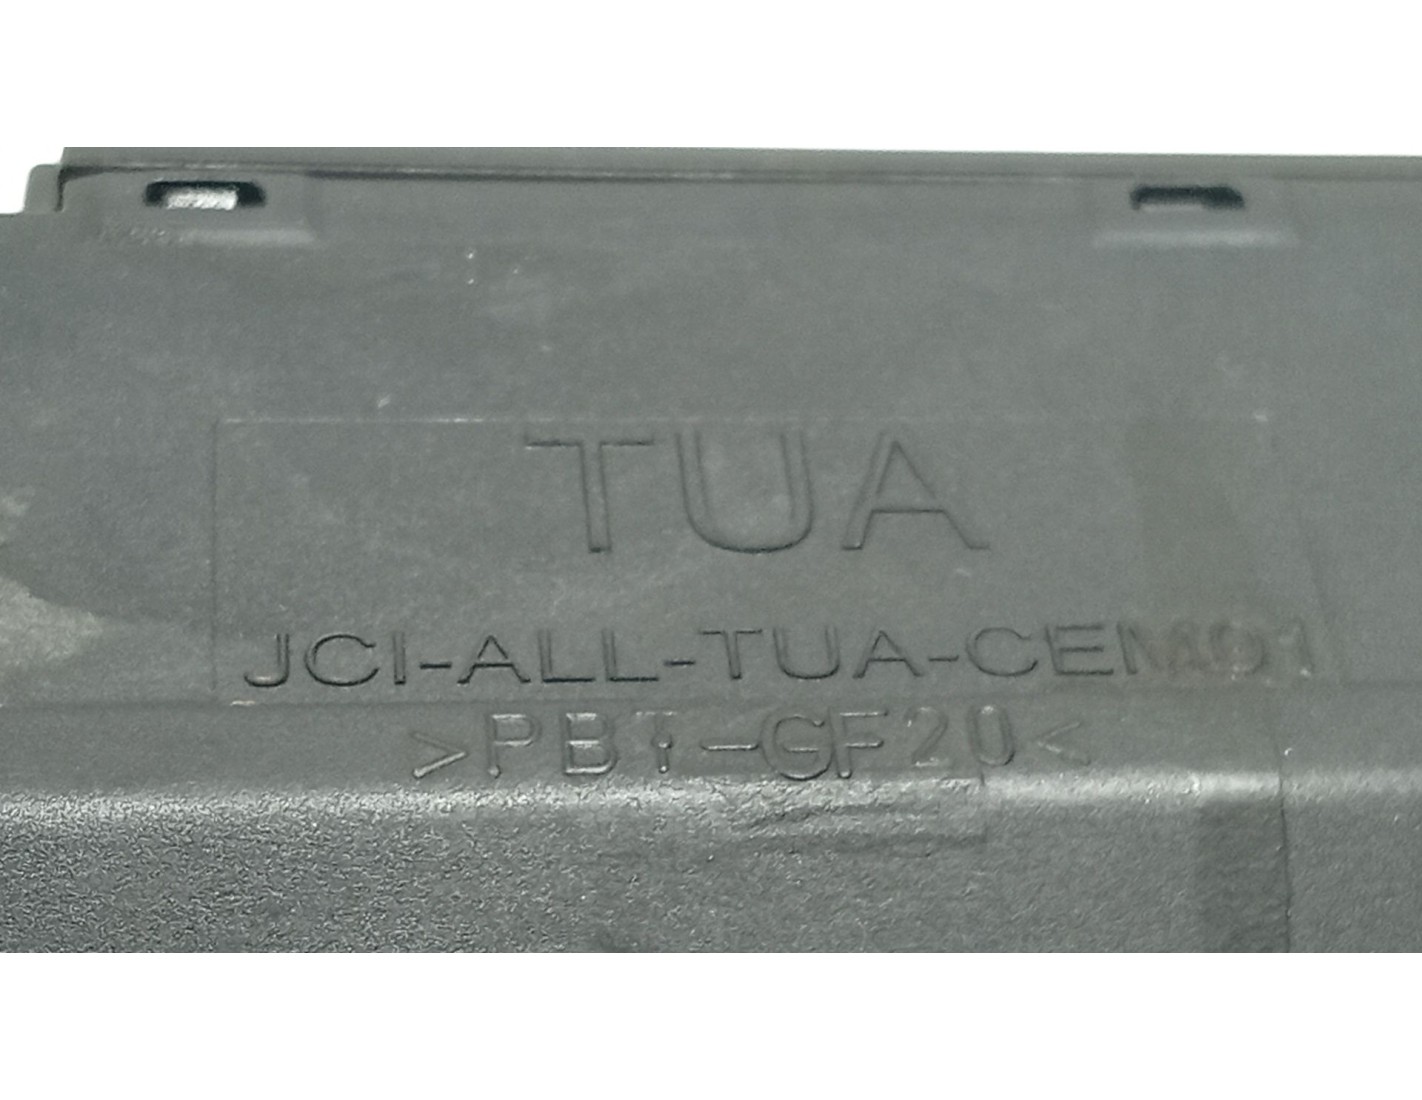 TUA
JCI-ALL-TUA-CEM01
>PBT-GF20<